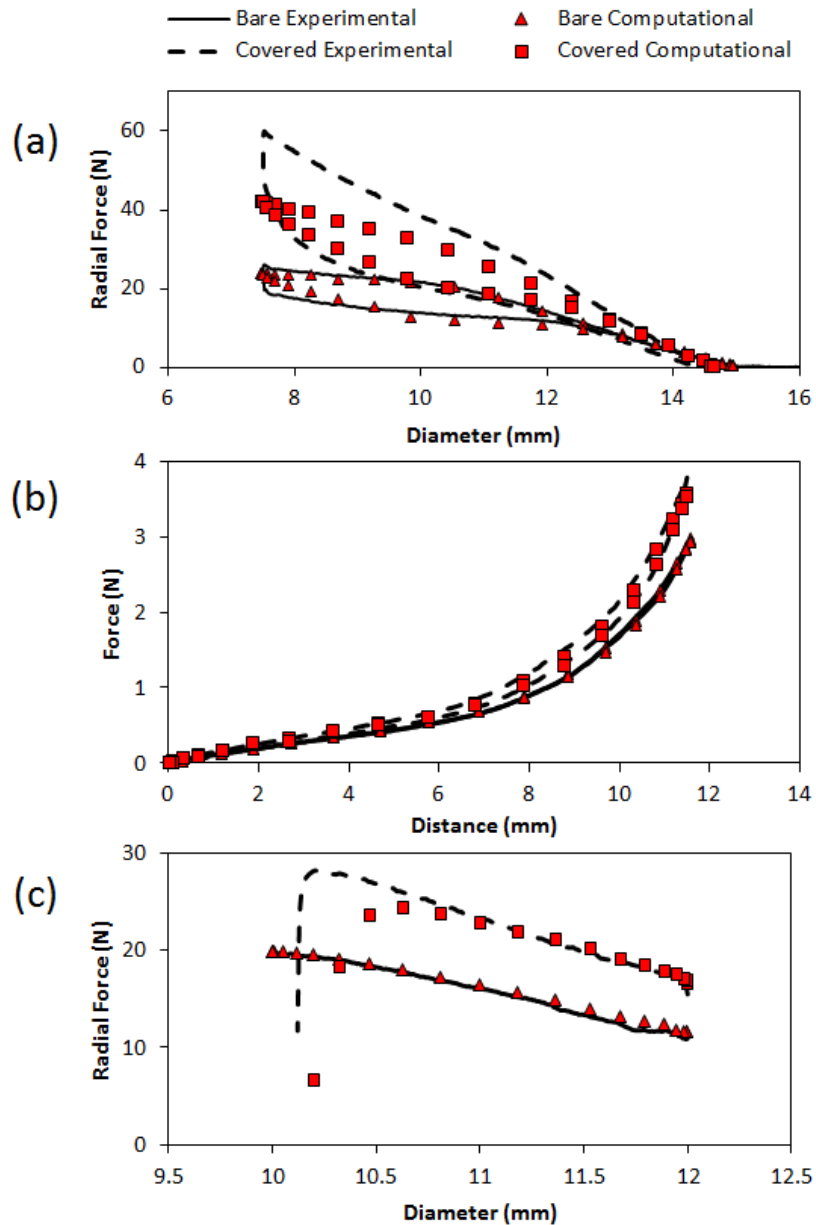 Bare Experimental Bare Computational
Covered Experimental Covered Computational
(a)
Radial Force (N)
60
40
20
0
6 8 10 12 14 16
Diameter (mm)
(b)
Force (N)
4
3
2
1
0
0 2 4 6 8 10 12 14
Distance (mm)
(c)
Radial Force (N)
30
20
10
0
9.5 10 10.5 11 11.5 12 12.5
Diameter (mm)